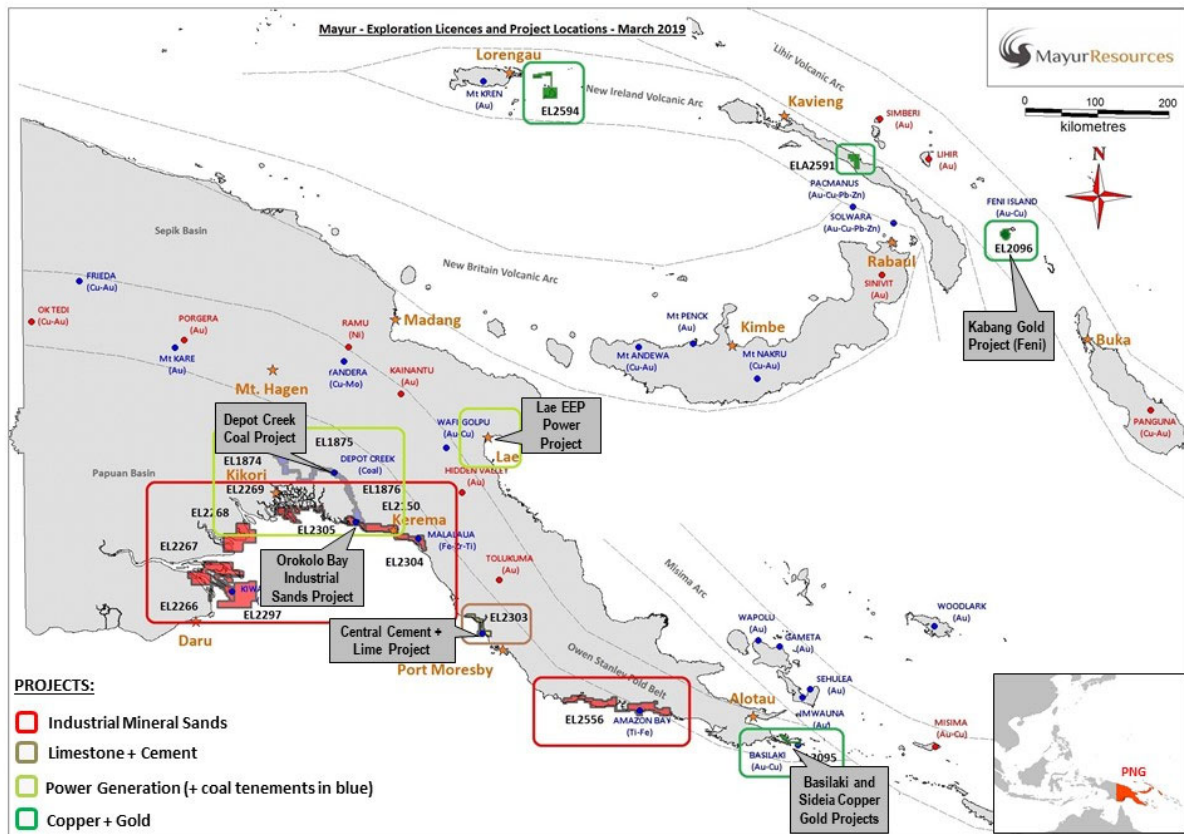 Mayur - Exploration Licences and Project Locations - March 2019
MayurResources
0 100 200
kilometres
N
Lorengau
Mt KREN
(Au)
EL2594
New Ireland Volcanic Arc
Lihir Volcanic Arc
Kavieng
SIMBERI
(Au)
LIHIR
(Au)
ELA2591
PACMANUS
(Au-Cu-Pb-Zn)
SOLWARA
(Au-Cu-Pb-Zn)
FENI ISLAND
(Au-Cu)
EL2096
Rabaul
SINIVIT
(Au)
Kabang Gold
Project (Feni)
Sepik Basin
New Britain Volcanic Arc
FRIEDA
(Cu-Au)
OK TEDI
(Cu-Au)
PORGERA
(Au)
Mt KARE
(Au)
RAMU
(Ni)
Madang
YANDERA
(Cu-Mo)
KAINANTU
(Au)
Mt. Hagen
Mt PENCK
(Au)
Kimbe
Mt ANDEWA
(Cu-Au)
Mt NAKRU
(Cu-Au)
Buka
PANGUNA
(Cu-Au)
Depot Creek
Coal Project
Lae EEP
Power
Project
WAFI GOLPU
(Au-Cu)
Lae
HIDDEN VALLEY
(Au)
EL1875
EL1874
DEPOT CREEK
(Coal)
EL1876
Papuan Basin
Kikori
EL2269
EL2268
EL2150
EL2305
Kerema
EL2267
MALALAUA
(Fe-Zr-Ti)
EL2304
Orokolo Bay
Industrial
Sands Project
TOLUKUMA
(Au)
EL2266
EL2297
Daru
EL2303
Central Cement +
Lime Project
Port Moresby
Misima Arc
Owen Stanley Fold Belt
WOODLARK
(Au)
WAPOLU
(Au)
GAMETA
(Au)
SEHULEA
(Au)
IMWAUNA
(Au)
Alotau
EL2556
AMAZON BAY
(Ti-Fe)
MISIMA
(Au-Cu)
BASILAKI
(Au-Cu)
Basilaki and
Sideia Copper
Gold Projects
PNG
PROJECTS:
Industrial Mineral Sands
Limestone + Cement
Power Generation (+ coal tenements in blue)
Copper + Gold